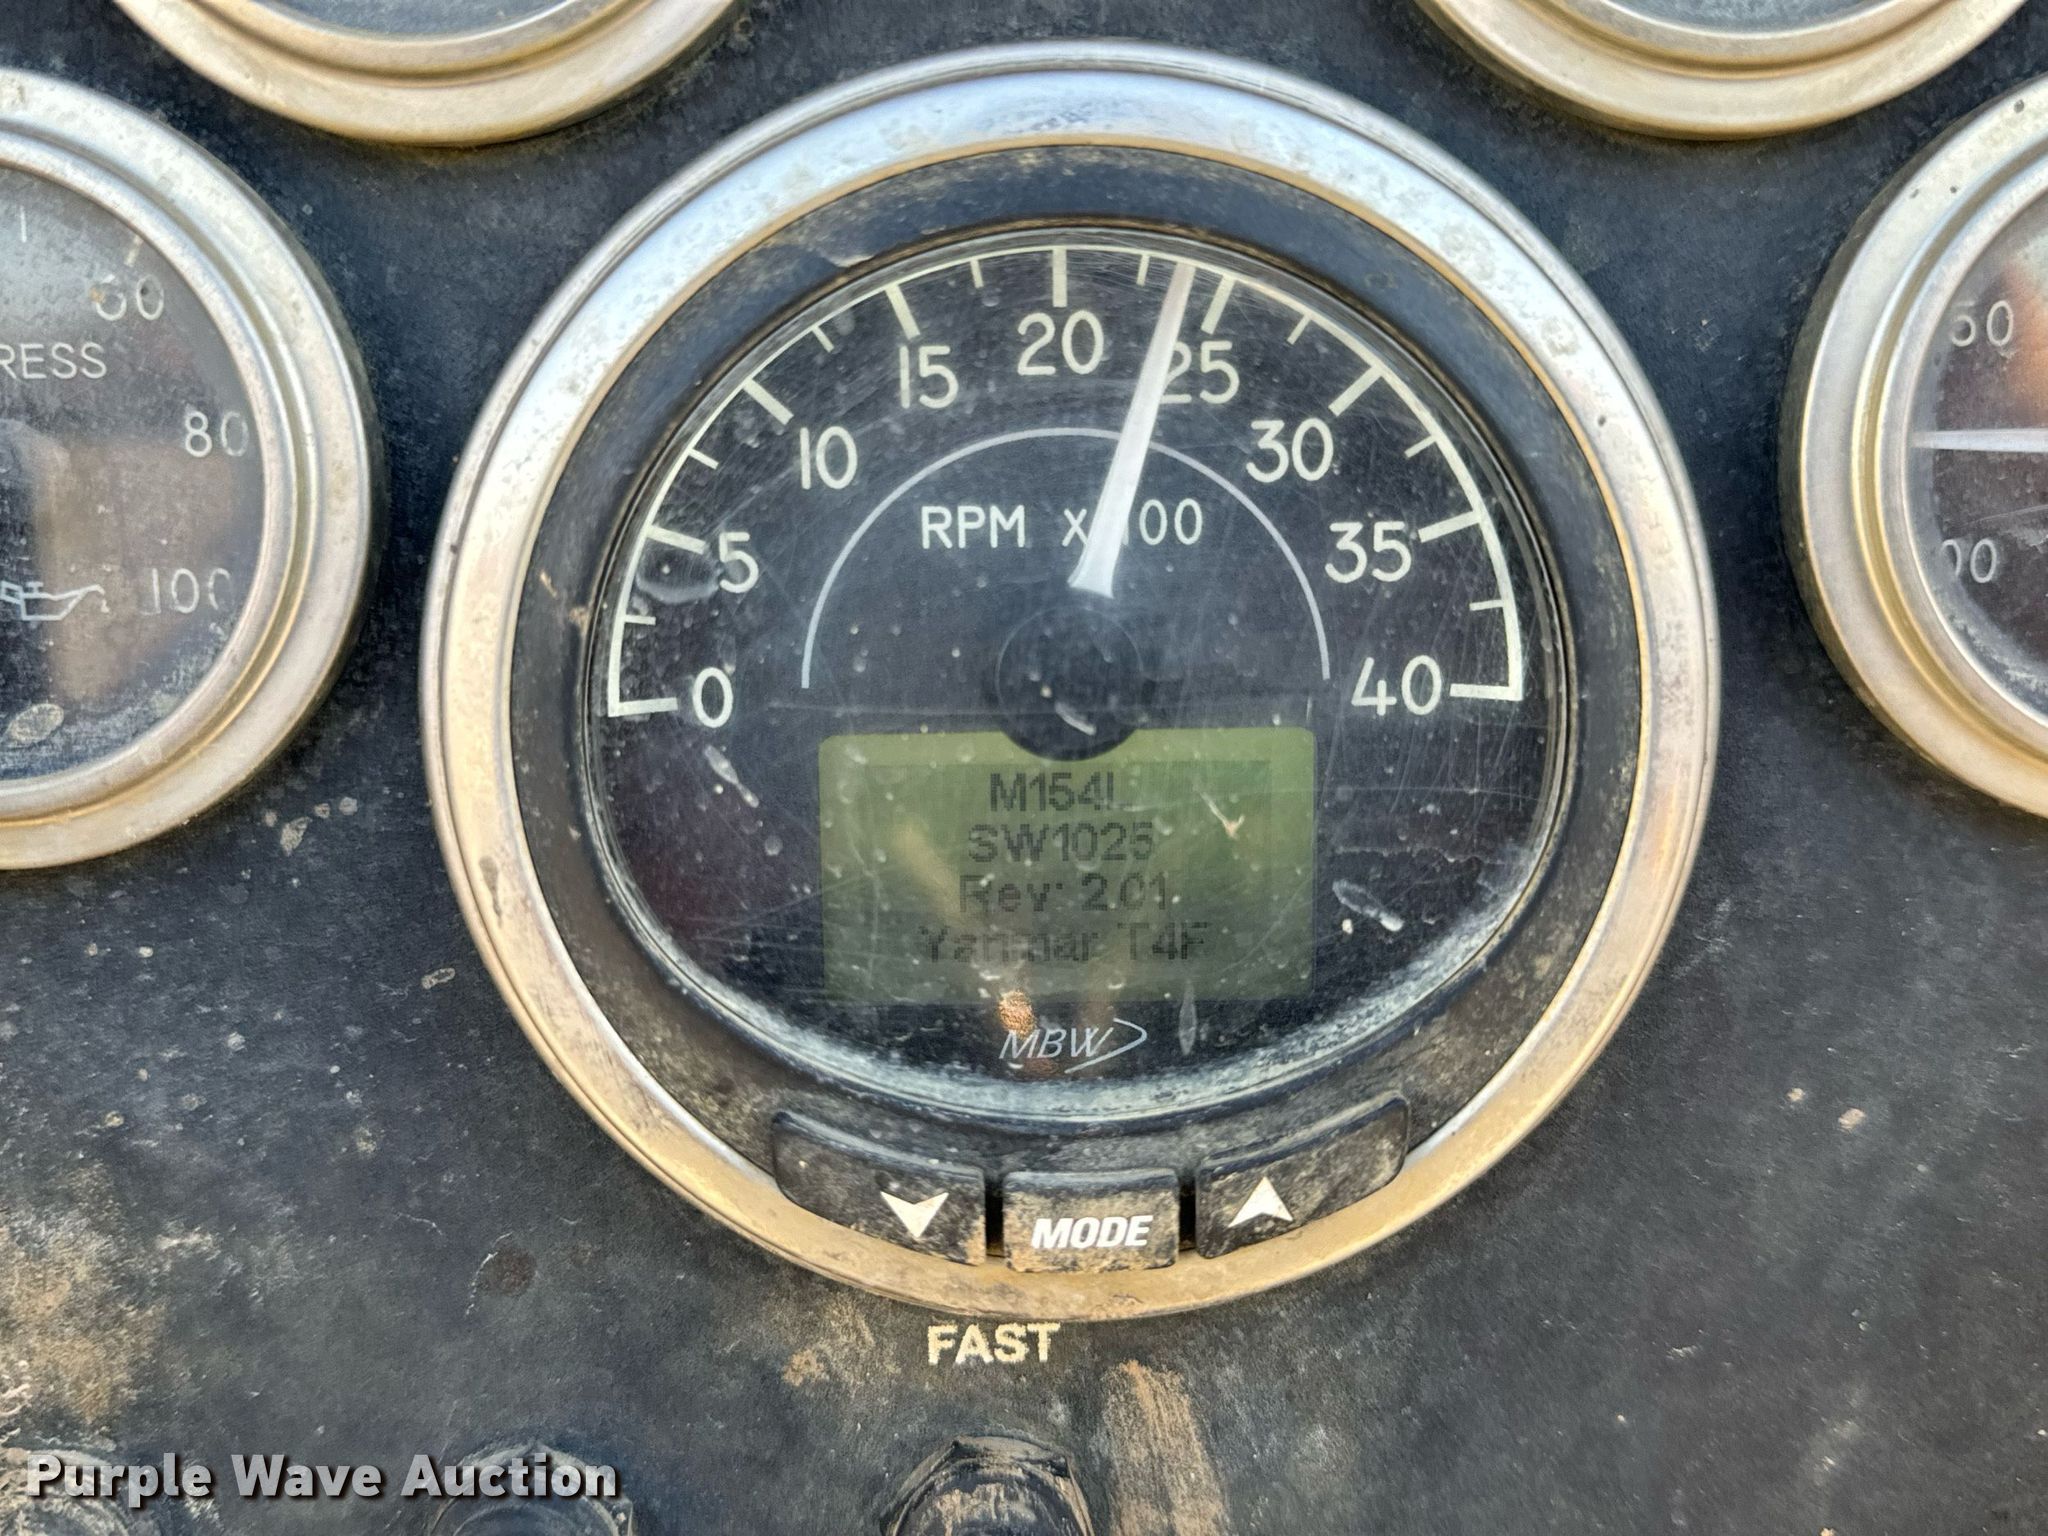 60
RESS
80
100
0
5
10
15
20
25
30
35
40
RPM X 100
M154L
SW1025
Rev: 2.01
Yanmar T4F
MBW
MODE
FAST
50
00
Purple Wave Auction